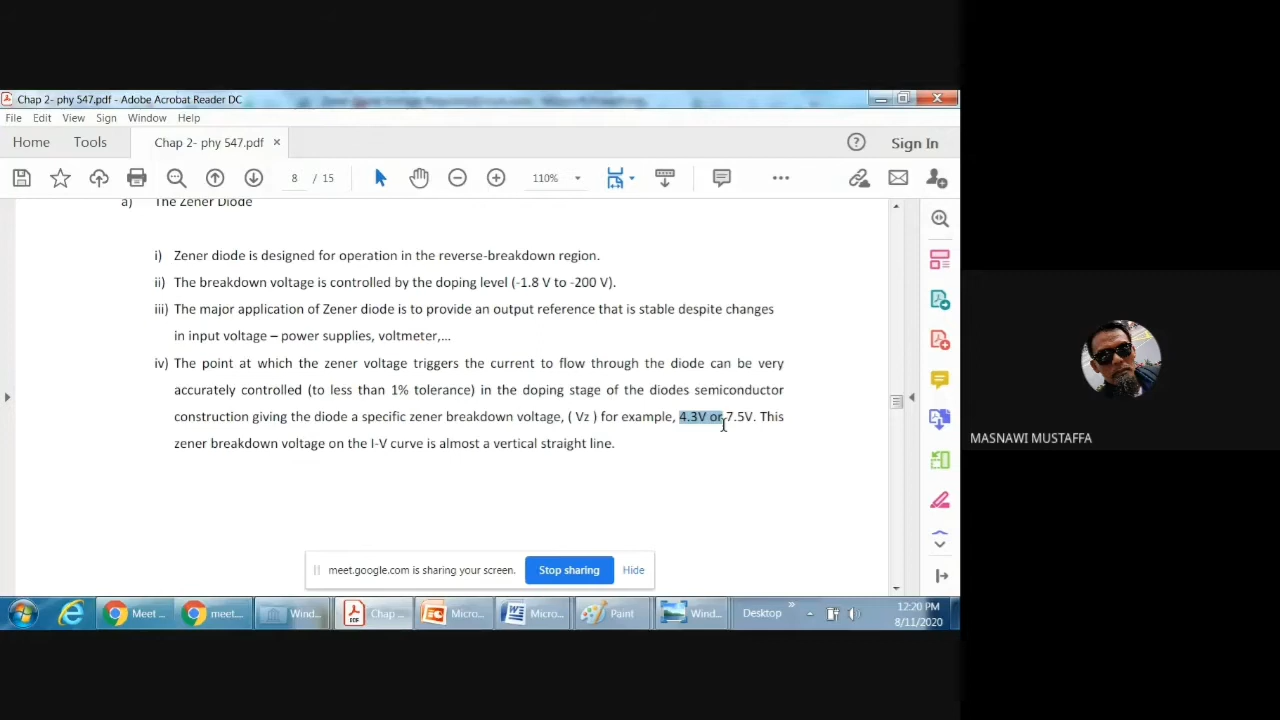 Chap 2- phy 547.pdf - Adobe Acrobat Reader DC
File Edit View Sign Window Help
Home Tools Chap 2- phy 547.pdf × Sign In
8 / 15 110%
a) The Zener Diode
i) Zener diode is designed for operation in the reverse-breakdown region.
ii) The breakdown voltage is controlled by the doping level (-1.8 V to -200 V).
iii) The major application of Zener diode is to provide an output reference that is stable despite changes
in input voltage – power supplies, voltmeter,...
iv) The point at which the zener voltage triggers the current to flow through the diode can be very
accurately controlled (to less than 1% tolerance) in the doping stage of the diodes semiconductor
construction giving the diode a specific zener breakdown voltage, ( Vz ) for example, 4.3V or 7.5V. This
zener breakdown voltage on the I-V curve is almost a vertical straight line.
MASNAWI MUSTAFFA
meet.google.com is sharing your screen. Stop sharing Hide
Meet ... meet... Wind... Chap ... Micro... Micro... Paint Wind... Desktop » 12:20 PM
8/11/2020